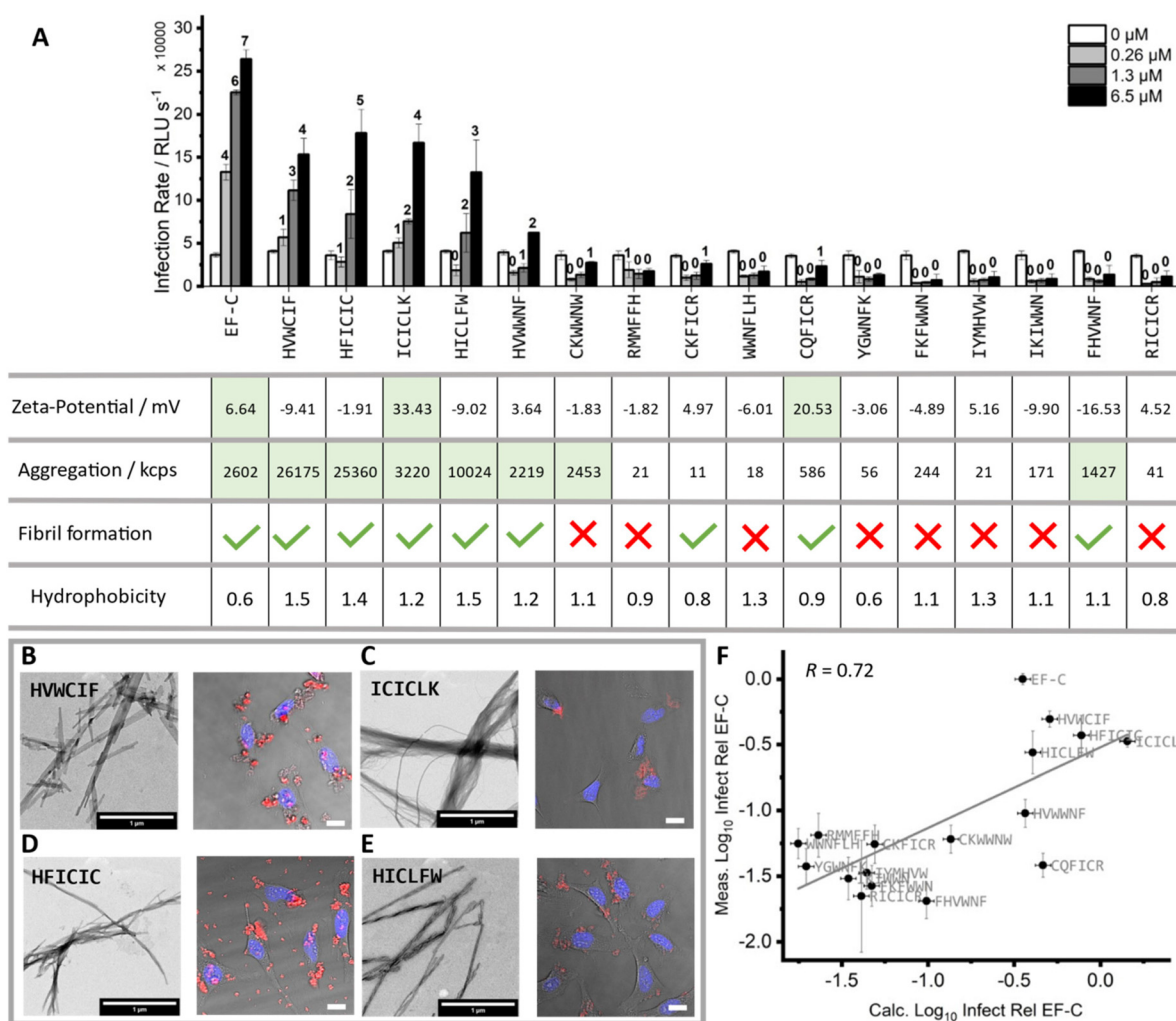 A
Infection Rate / RLU s⁻¹ x 10000
30
25
20
15
10
5
0
0 μM
0.26 μM
1.3 μM
6.5 μM
4 6 7
1 3 4
1 2 5
1 2 4
0 2 3
0 1 2
0 0 1
1 0 0
0 0 1
0 0 0
0 0 1
0 0 0
0 0 0
0 0 0
0 0 0
0 0 0
0 0 0
EF-C HVWCIF HFICIC ICICLK HICLFW HVWWNF CKWWNW RMMFFH CKFICR WWNFLH CQFICR YGWNFK FKFWWN IYMHVW IKIWWN FHVWNF RICICR
Zeta-Potential / mV 6.64 -9.41 -1.91 33.43 -9.02 3.64 -1.83 -1.82 4.97 -6.01 20.53 -3.06 -4.89 5.16 -9.90 -16.53 4.52
Aggregation / kcps 2602 26175 25360 3220 10024 2219 2453 21 11 18 586 56 244 21 171 1427 41
Fibril formation
Hydrophobicity 0.6 1.5 1.4 1.2 1.5 1.2 1.1 0.9 0.8 1.3 0.9 0.6 1.1 1.3 1.1 1.1 0.8
B
HVWCIF
1 μm
C
ICICLK
1 μm
D
HFICIC
1 μm
E
HICLFW
1 μm
F
R = 0.72
Meas. Log₁₀ Infect Rel EF-C
0.0
-0.5
-1.0
-1.5
-2.0
EF-C
HVWCIF
HFICIC
ICICL
HICLFW
HVWWNF
RMMFFH
CKWWNW
WWNFLH
CKFICR
CQFICR
YGWNFK
IYMHVW
FKFWWN
RICICR
FHVWNF
-1.5 -1.0 -0.5 0.0
Calc. Log₁₀ Infect Rel EF-C